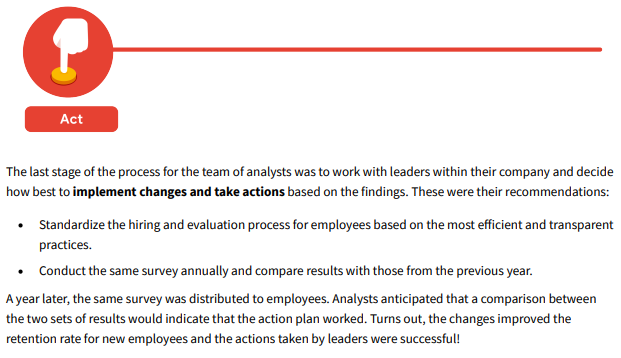 Act
The last stage of the process for the team of analysts was to work with leaders within their company and decide
how best to implement changes and take actions based on the findings. These were their recommendations:
• Standardize the hiring and evaluation process for employees based on the most efficient and transparent
practices.
• Conduct the same survey annually and compare results with those from the previous year.
A year later, the same survey was distributed to employees. Analysts anticipated that a comparison between
the two sets of results would indicate that the action plan worked. Turns out, the changes improved the
retention rate for new employees and the actions taken by leaders were successful!